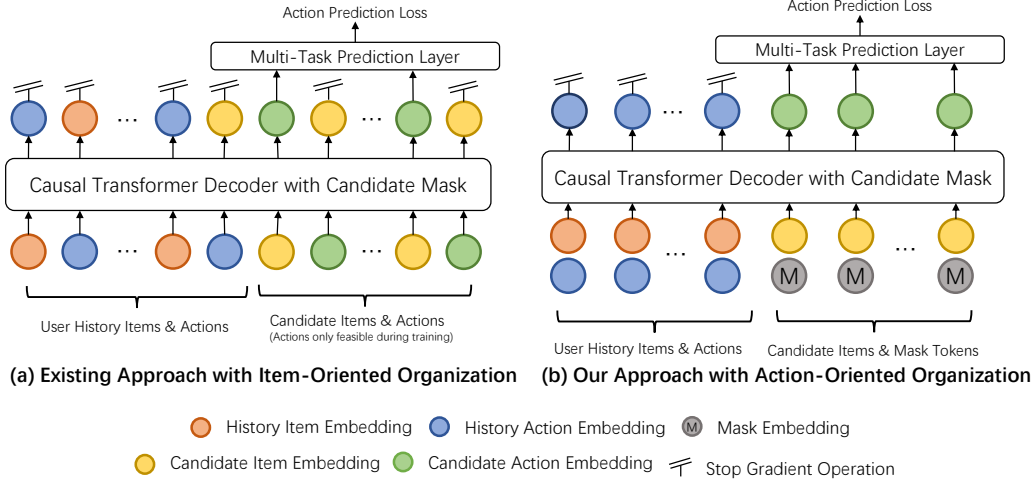 Action Prediction Loss
Multi-Task Prediction Layer
...
...
Causal Transformer Decoder with Candidate Mask
...
...
User History Items & Actions
Candidate Items & Actions
(Actions only feasible during training)
(a) Existing Approach with Item-Oriented Organization
Action Prediction Loss
Multi-Task Prediction Layer
...
Causal Transformer Decoder with Candidate Mask
...
...
M
M
M
User History Items & Actions
Candidate Items & Mask Tokens
(b) Our Approach with Action-Oriented Organization
History Item Embedding
History Action Embedding
M
Mask Embedding
Candidate Item Embedding
Candidate Action Embedding
Stop Gradient Operation